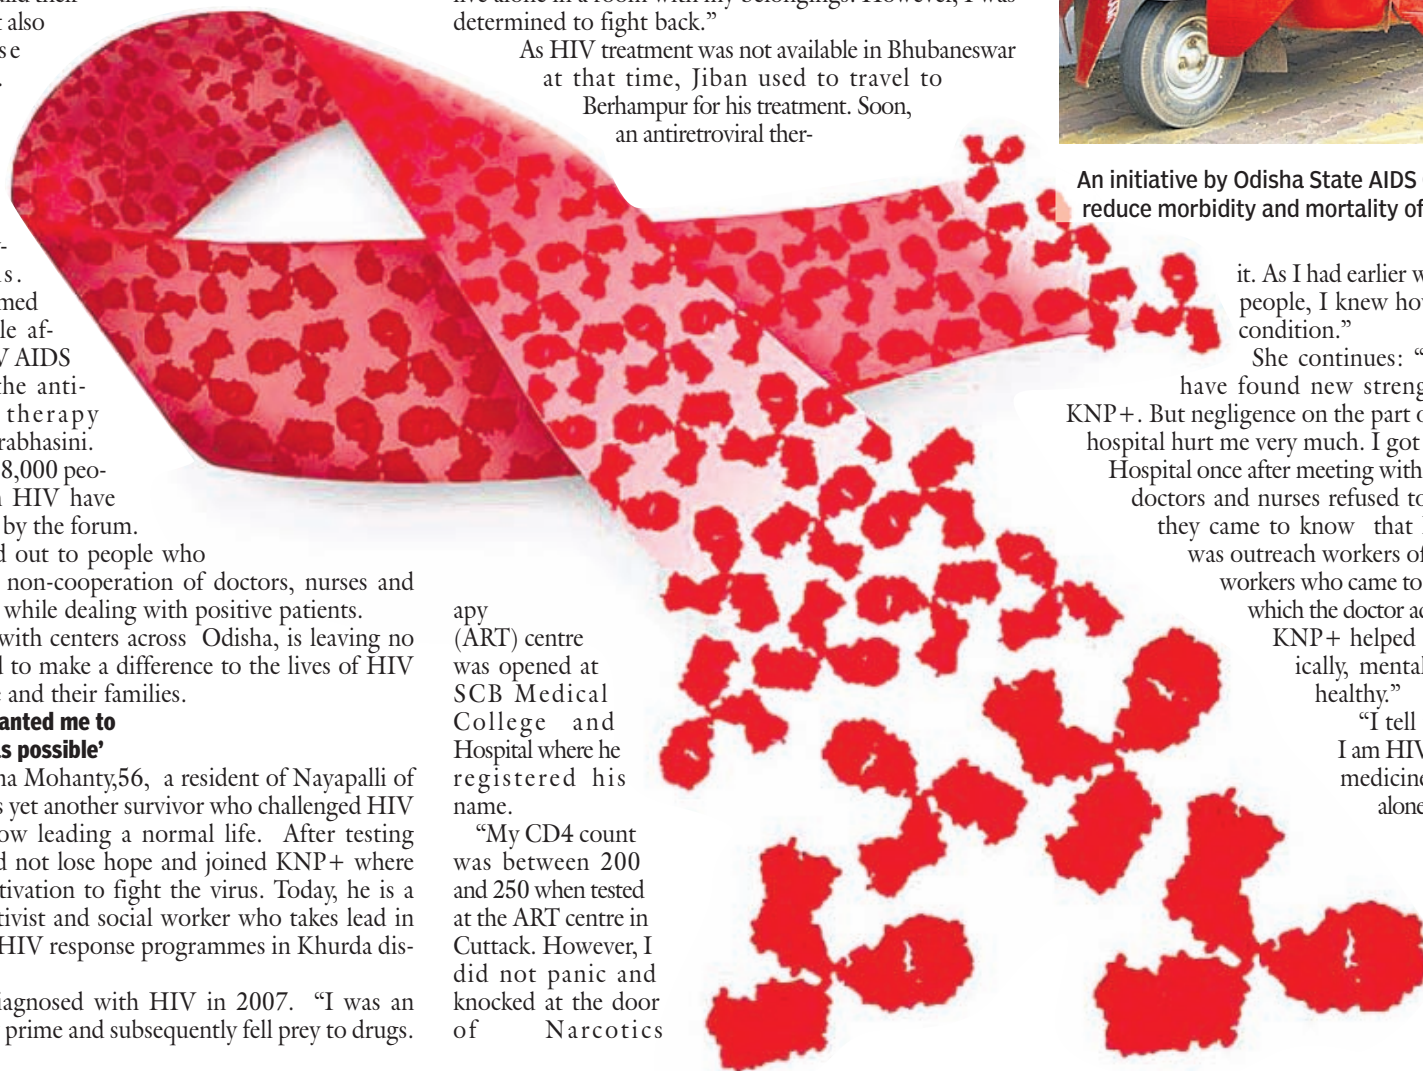 also
se
-
s.
med
le af-
V AIDS
the anti-
therapy
rabhasini.
8,000 peo-
HIV have
by the forum.
d out to people who
non-cooperation of doctors, nurses and
while dealing with positive patients.
with centers across Odisha, is leaving no
d to make a difference to the lives of HIV
e and their families.
anted me to
as possible’
na Mohanty,56, a resident of Nayapalli of
s yet another survivor who challenged HIV
ow leading a normal life. After testing
d not lose hope and joined KNP+ where
tivation to fight the virus. Today, he is a
tivist and social worker who takes lead in
HIV response programmes in Khurda dis-
iagnosed with HIV in 2007. “I was an
prime and subsequently fell prey to drugs.
live alone in a room with my belongings. However, I was
determined to fight back.”
As HIV treatment was not available in Bhubaneswar
at that time, Jiban used to travel to
Berhampur for his treatment. Soon,
an antiretroviral ther-
apy
(ART) centre
was opened at
SCB Medical
College and
Hospital where he
registered his
name.
“My CD4 count
was between 200
and 250 when tested
at the ART centre in
Cuttack. However, I
did not panic and
knocked at the door
of Narcotics
An initiative by Odisha State AIDS
reduce morbidity and mortality of
it. As I had earlier w
people, I knew ho
condition.”
She continues: “
have found new streng
KNP+. But negligence on the part o
hospital hurt me very much. I got
Hospital once after meeting with
doctors and nurses refused to
they came to know that
was outreach workers of
workers who came to
which the doctor ac
KNP+ helped
ically, mental
healthy.”
“I tell
I am HIV
medicine
alone